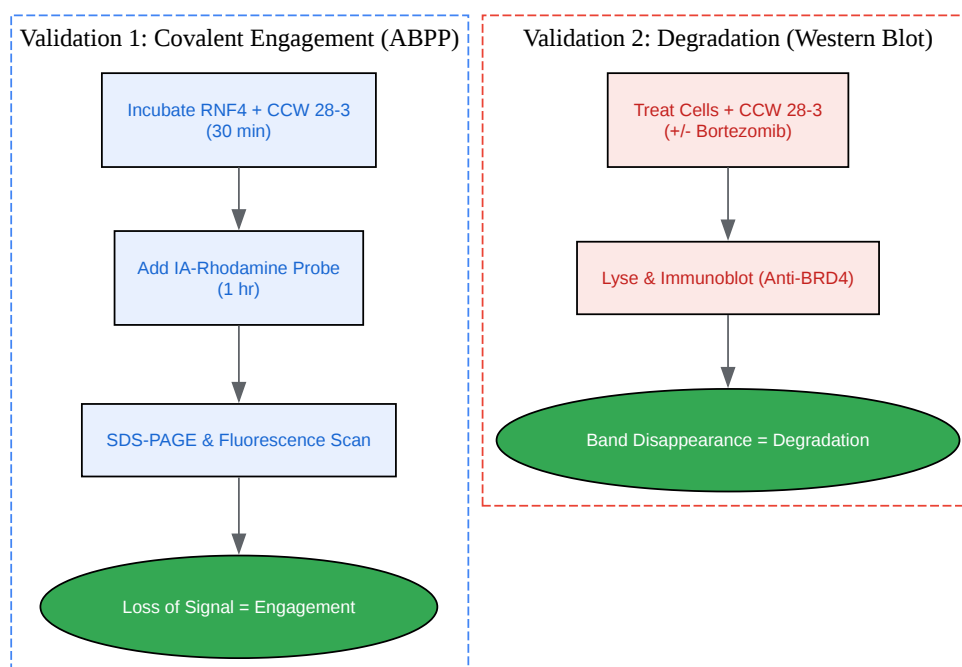 Validation 1: Covalent Engagement (ABPP)
Incubate RNF4 + CCW 28-3
(30 min)
Add IA-Rhodamine Probe
(1 hr)
SDS-PAGE & Fluorescence Scan
Loss of Signal = Engagement
Validation 2: Degradation (Western Blot)
Treat Cells + CCW 28-3
(+/- Bortezomib)
Lyse & Immunoblot (Anti-BRD4)
Band Disappearance = Degradation